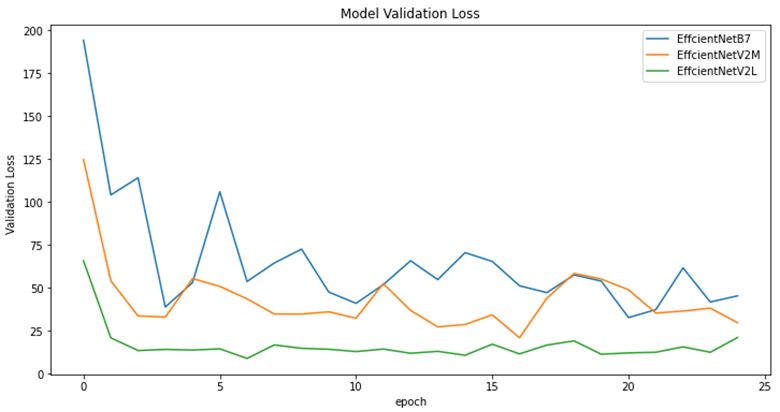 Model Validation Loss
EffcientNetB7
EffcientNetV2M
EffcientNetV2L
Validation Loss
200
175
150
125
100
75
50
25
0
0 5 10 15 20 25
epoch